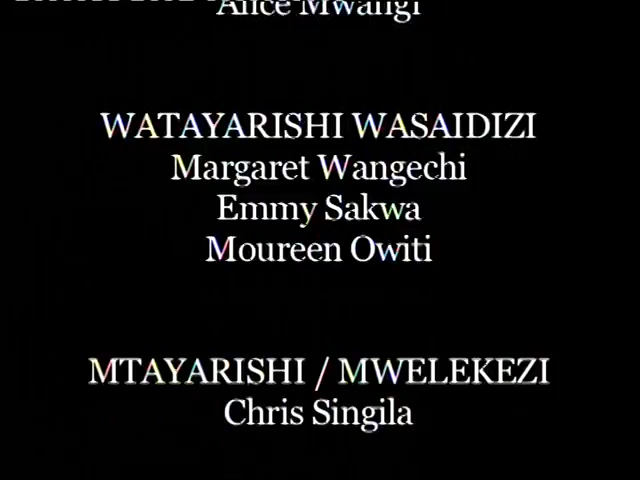 Alice Mwangi
WATAYARISHI WASAIDIZI
Margaret Wangechi
Emmy Sakwa
Moureen Owiti
MTAYARISHI / MWELEKEZI
Chris Singila